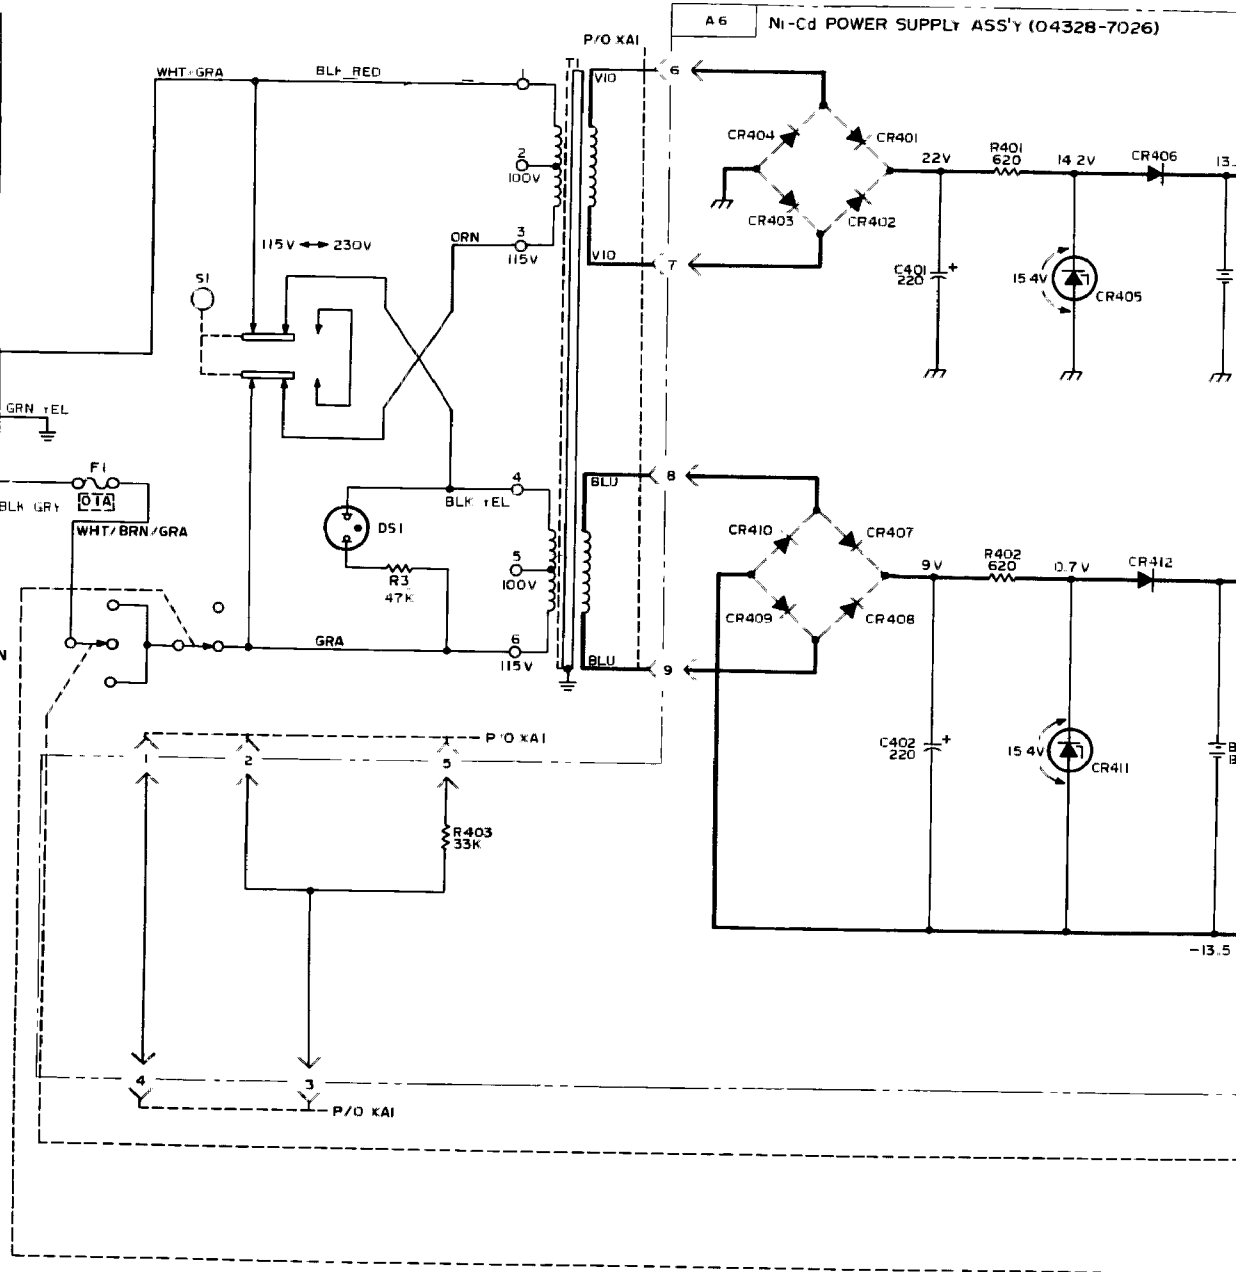 A6 Ni-Cd POWER SUPPLY ASS'Y (04328-7026)
P/O XA1
T1
WHT GRA
BLK RED
1
VIO
6
CR404
CR401
2
100V
22V
R401
620
14.2V
CR406
13.
CR403
CR402
ORN
3
115V
VIO
7
115V 230V
S1
C401
220
+
15.4V
CR405
GRN YEL
F1
0.1A
BLK GRY
WHT/BRN/GRA
4
BLK YEL
BLU
8
DS1
CR410
CR407
5
100V
R3
47K
9V
R402
620
0.7V
CR412
CR409
CR408
GRA
6
115V
BLU
9
N
P/O XA1
1
2
5
C402
220
+
15.4V
CR411
B
B
R403
33K
-13.5
4
3
P/O XA1